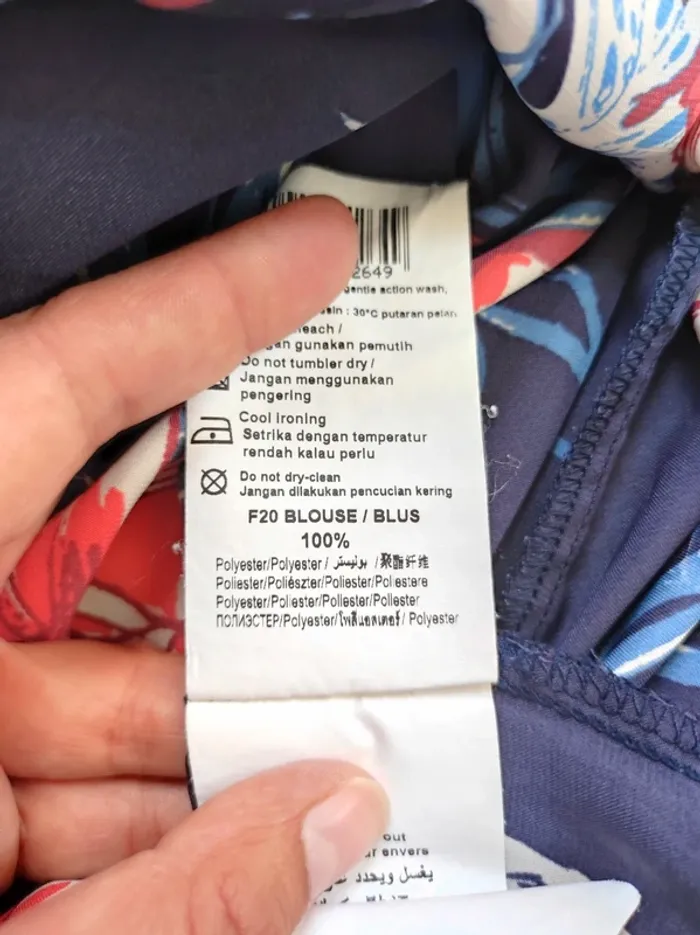 2649
gentle action wash,
: 30°C putaran pelan
gunakan pemutih
Do not tumbler dry /
Jangan menggunakan
pengering
Cool ironing
Setrika dengan temperatur
rendah kalau perlu
Do not dry-clean
Jangan dilakukan pencucian kering
F20 BLOUSE / BLUS
100%
Polyester/Polyester / بوليستر /聚酯纤维
Poliester/Poliészter/Poliester/Poliestere
Polyester/Poliester/Poliester/Poliester
ПОЛИЭСТЕР/Polyester/โพลีเอสเตอร์/ Polyester
out
envers
يغسل ويجدد